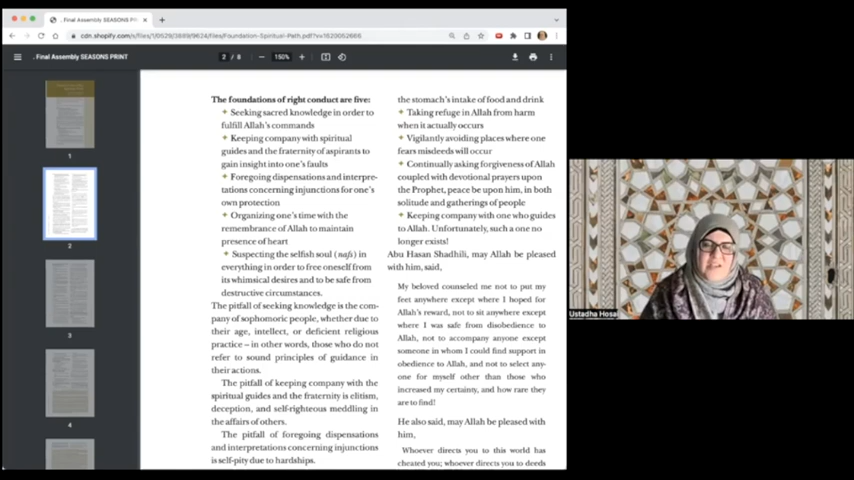 . Final Assembly SEASONS PRINT
cdn.shopify.com/s/files/1/0529/3889/9624/files/Foundation-Spiritual-Path.pdf?v=1620062666
. Final Assembly SEASONS PRINT
2 / 8
150%
1
2
3
4
The foundations of right conduct are five:
Seeking sacred knowledge in order to
fulfill Allah's commands
Keeping company with spiritual
guides and the fraternity of aspirants to
gain insight into one's faults
Foregoing dispensations and interpre-
tations concerning injunctions for one's
own protection
Organizing one's time with the
remembrance of Allah to maintain
presence of heart
Suspecting the selfish soul (nafs) in
everything in order to free oneself from
its whimsical desires and to be safe from
destructive circumstances.
The pitfall of seeking knowledge is the com-
pany of sophomoric people, whether due to
their age, intellect, or deficient religious
practice – in other words, those who do not
refer to sound principles of guidance in
their actions.
The pitfall of keeping company with the
spiritual guides and the fraternity is elitism,
deception, and self-righteous meddling in
the affairs of others.
The pitfall of foregoing dispensations
and interpretations concerning injunctions
is self-pity due to hardships.
the stomach's intake of food and drink
Taking refuge in Allah from harm
when it actually occurs
Vigilantly avoiding places where one
fears misdeeds will occur
Continually asking forgiveness of Allah
coupled with devotional prayers upon
the Prophet, peace be upon him, in both
solitude and gatherings of people
Keeping company with one who guides
to Allah. Unfortunately, such a one no
longer exists!
Abu Hasan Shadhili, may Allah be pleased
with him, said,
My beloved counseled me not to put my
feet anywhere except where I hoped for
Allah's reward, not to sit anywhere except
where I was safe from disobedience to
Allah, not to accompany anyone except
someone in whom I could find support in
obedience to Allah, and not to select any-
one for myself other than those who
increased my certainty, and how rare they
are to find!
He also said, may Allah be pleased with
him,
Whoever directs you to this world has
cheated you; whoever directs you to deeds
Ustadha Hosai